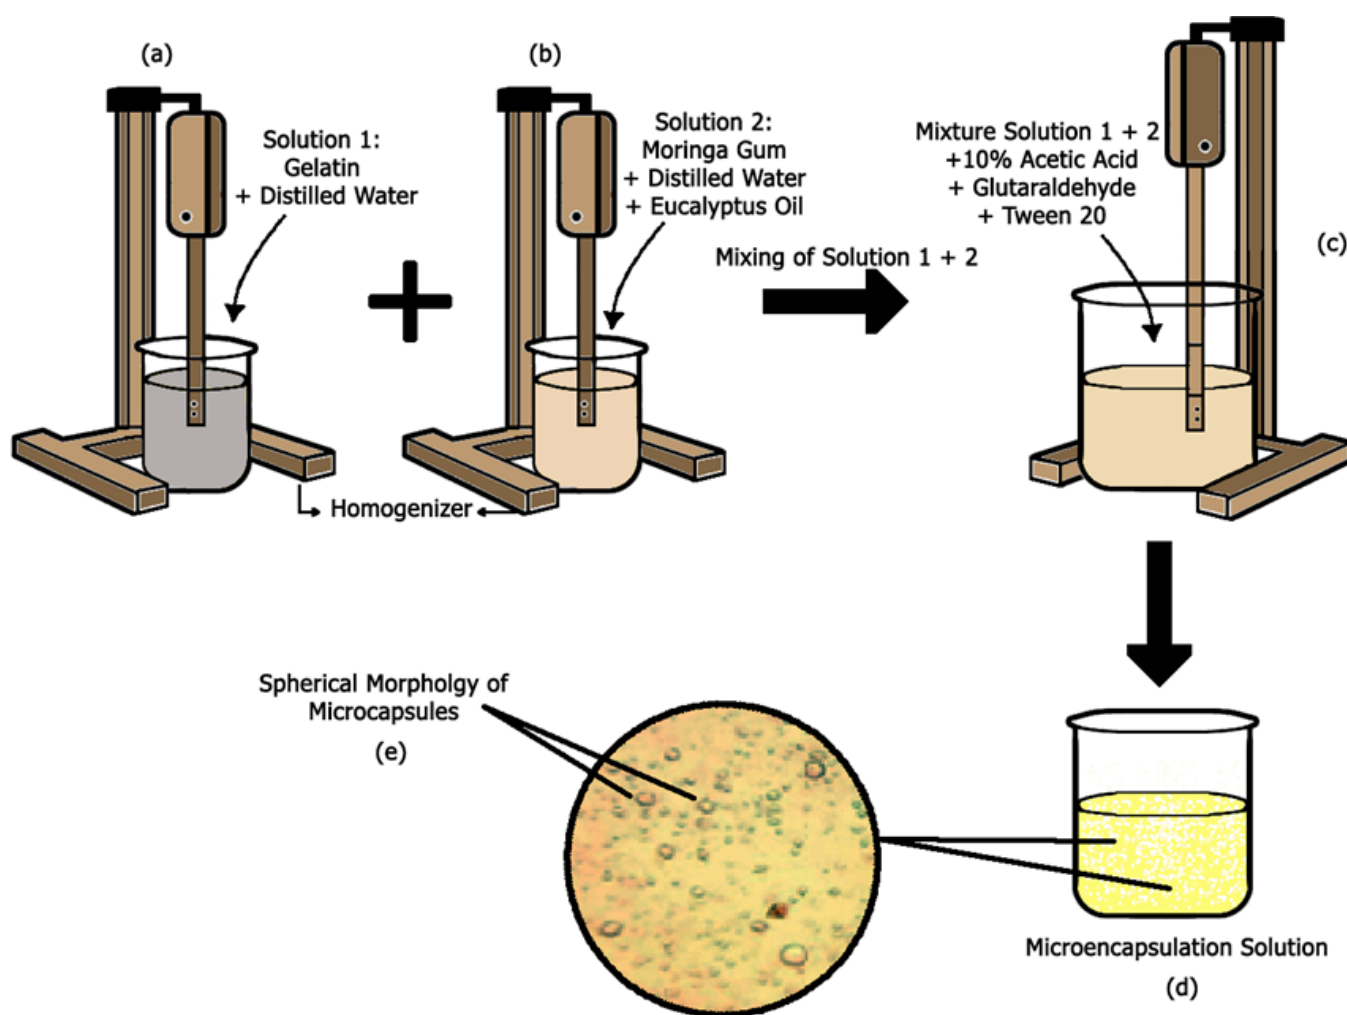 (a)
(b)
Solution 1:
Gelatin
+ Distilled Water
Solution 2:
Moringa Gum
+ Distilled Water
+ Eucalyptus Oil
Mixing of Solution 1 + 2
Mixture Solution 1 + 2
+10% Acetic Acid
+ Glutaraldehyde
+ Tween 20
(c)
Homogenizer
Spherical Morpholgy of
Microcapsules
(e)
Microencapsulation Solution
(d)